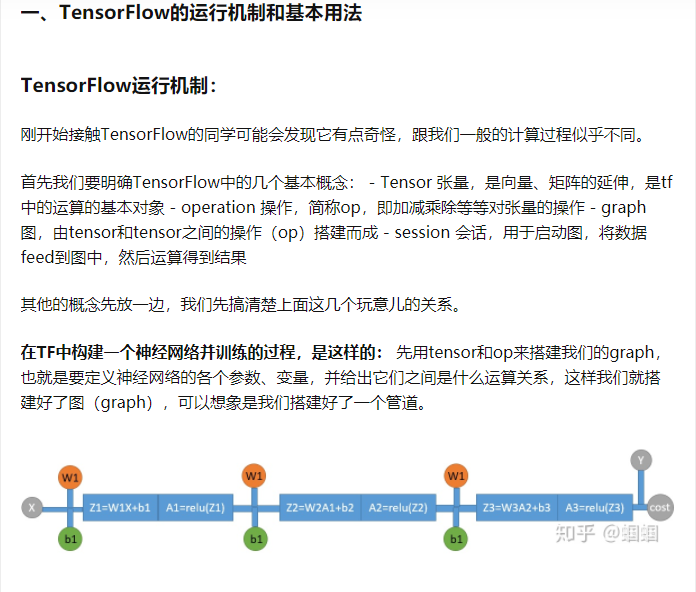 一、TensorFlow的运行机制和基本用法
TensorFlow运行机制：
刚开始接触TensorFlow的同学可能会发现它有点奇怪，跟我们一般的计算过程似乎不同。
首先我们要明确TensorFlow中的几个基本概念： - Tensor 张量，是向量、矩阵的延伸，是tf
中的运算的基本对象 - operation 操作，简称op，即加减乘除等等对张量的操作 - graph
图，由tensor和tensor之间的操作（op）搭建而成 - session 会话，用于启动图，将数据
feed到图中，然后运算得到结果
其他的概念先放一边，我们先搞清楚上面这几个玩意儿的关系。
在TF中构建一个神经网络并训练的过程，是这样的： 先用tensor和op来搭建我们的graph，
也就是要定义神经网络的各个参数、变量，并给出它们之间是什么运算关系，这样我们就搭
建好了图（graph），可以想象是我们搭建好了一个管道。
W1 W1 W1 Y
X Z1=W1X+b1 A1=relu(Z1) Z2=W2A1+b2 A2=relu(Z2) Z3=W3A2+b3 A3=relu(Z3) cost
b1 b1 b1
知乎 @蝈蝈